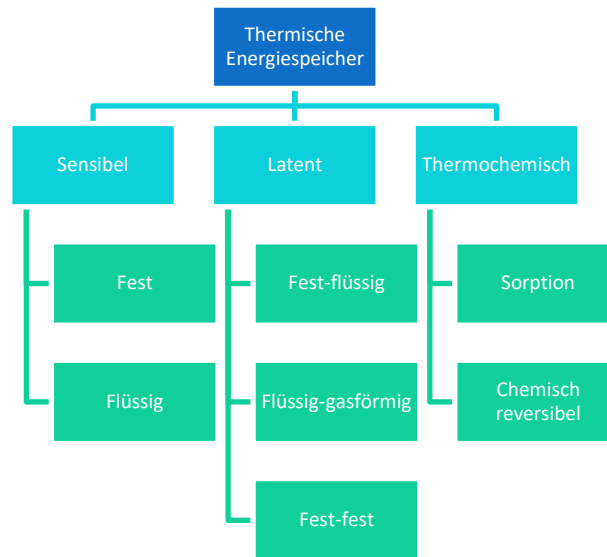 Thermische
Energiespeicher
Sensibel
Latent
Thermochemisch
Fest
Fest-flüssig
Sorption
Flüssig
Flüssig-gasförmig
Chemisch
reversibel
Fest-fest